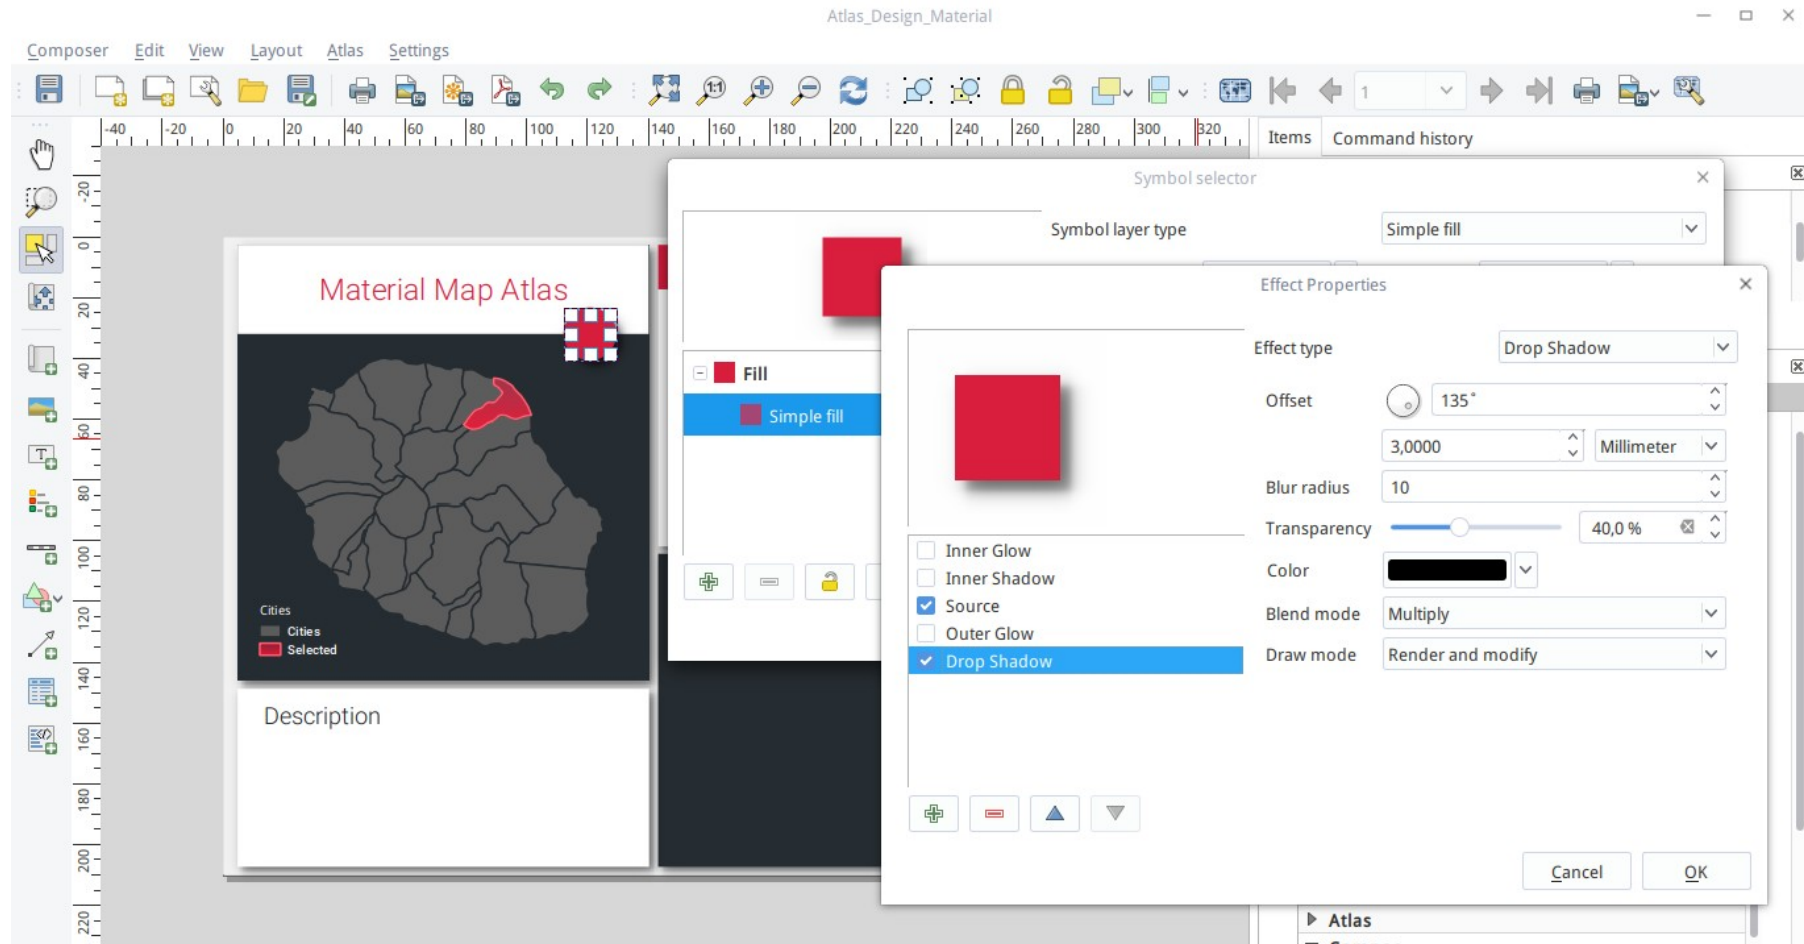 Atlas_Design_Material
Composer Edit View Layout Atlas Settings
1:1
1
-40 -20 0 20 40 60 80 100 120 140 160 180 200 220 240 260 280 300 320
Items Command history
-20
0
20
40
60
80
100
120
140
160
180
200
220
Material Map Atlas
Cities
Cities
Selected
Description
Symbol selector
Symbol layer type Simple fill
Fill
Simple fill
Effect Properties
Effect type Drop Shadow
Offset 135˚
3,0000 Millimeter
Blur radius 10
Transparency 40,0 %
Color
Blend mode Multiply
Draw mode Render and modify
Inner Glow
Inner Shadow
Source
Outer Glow
Drop Shadow
Cancel OK
Atlas